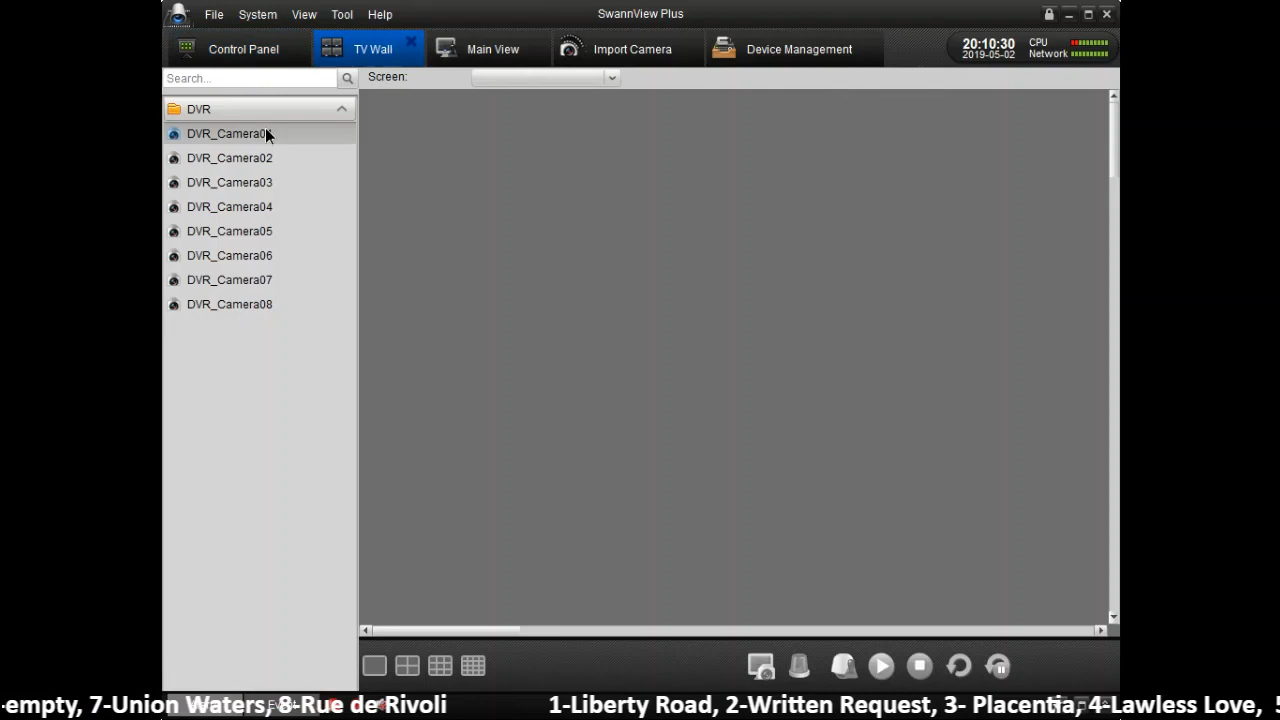 File System View Tool Help SwannView Plus
Control Panel TV Wall Main View Import Camera Device Management 20:10:30 CPU
2019-05-02 Network
Search... Screen:
DVR
DVR_Camera01
DVR_Camera02
DVR_Camera03
DVR_Camera04
DVR_Camera05
DVR_Camera06
DVR_Camera07
DVR_Camera08
-empty, 7-Union Waters, 8-Rue de Rivoli 1-Liberty Road, 2-Written Request, 3- Placentia, 4-Lawless Love,